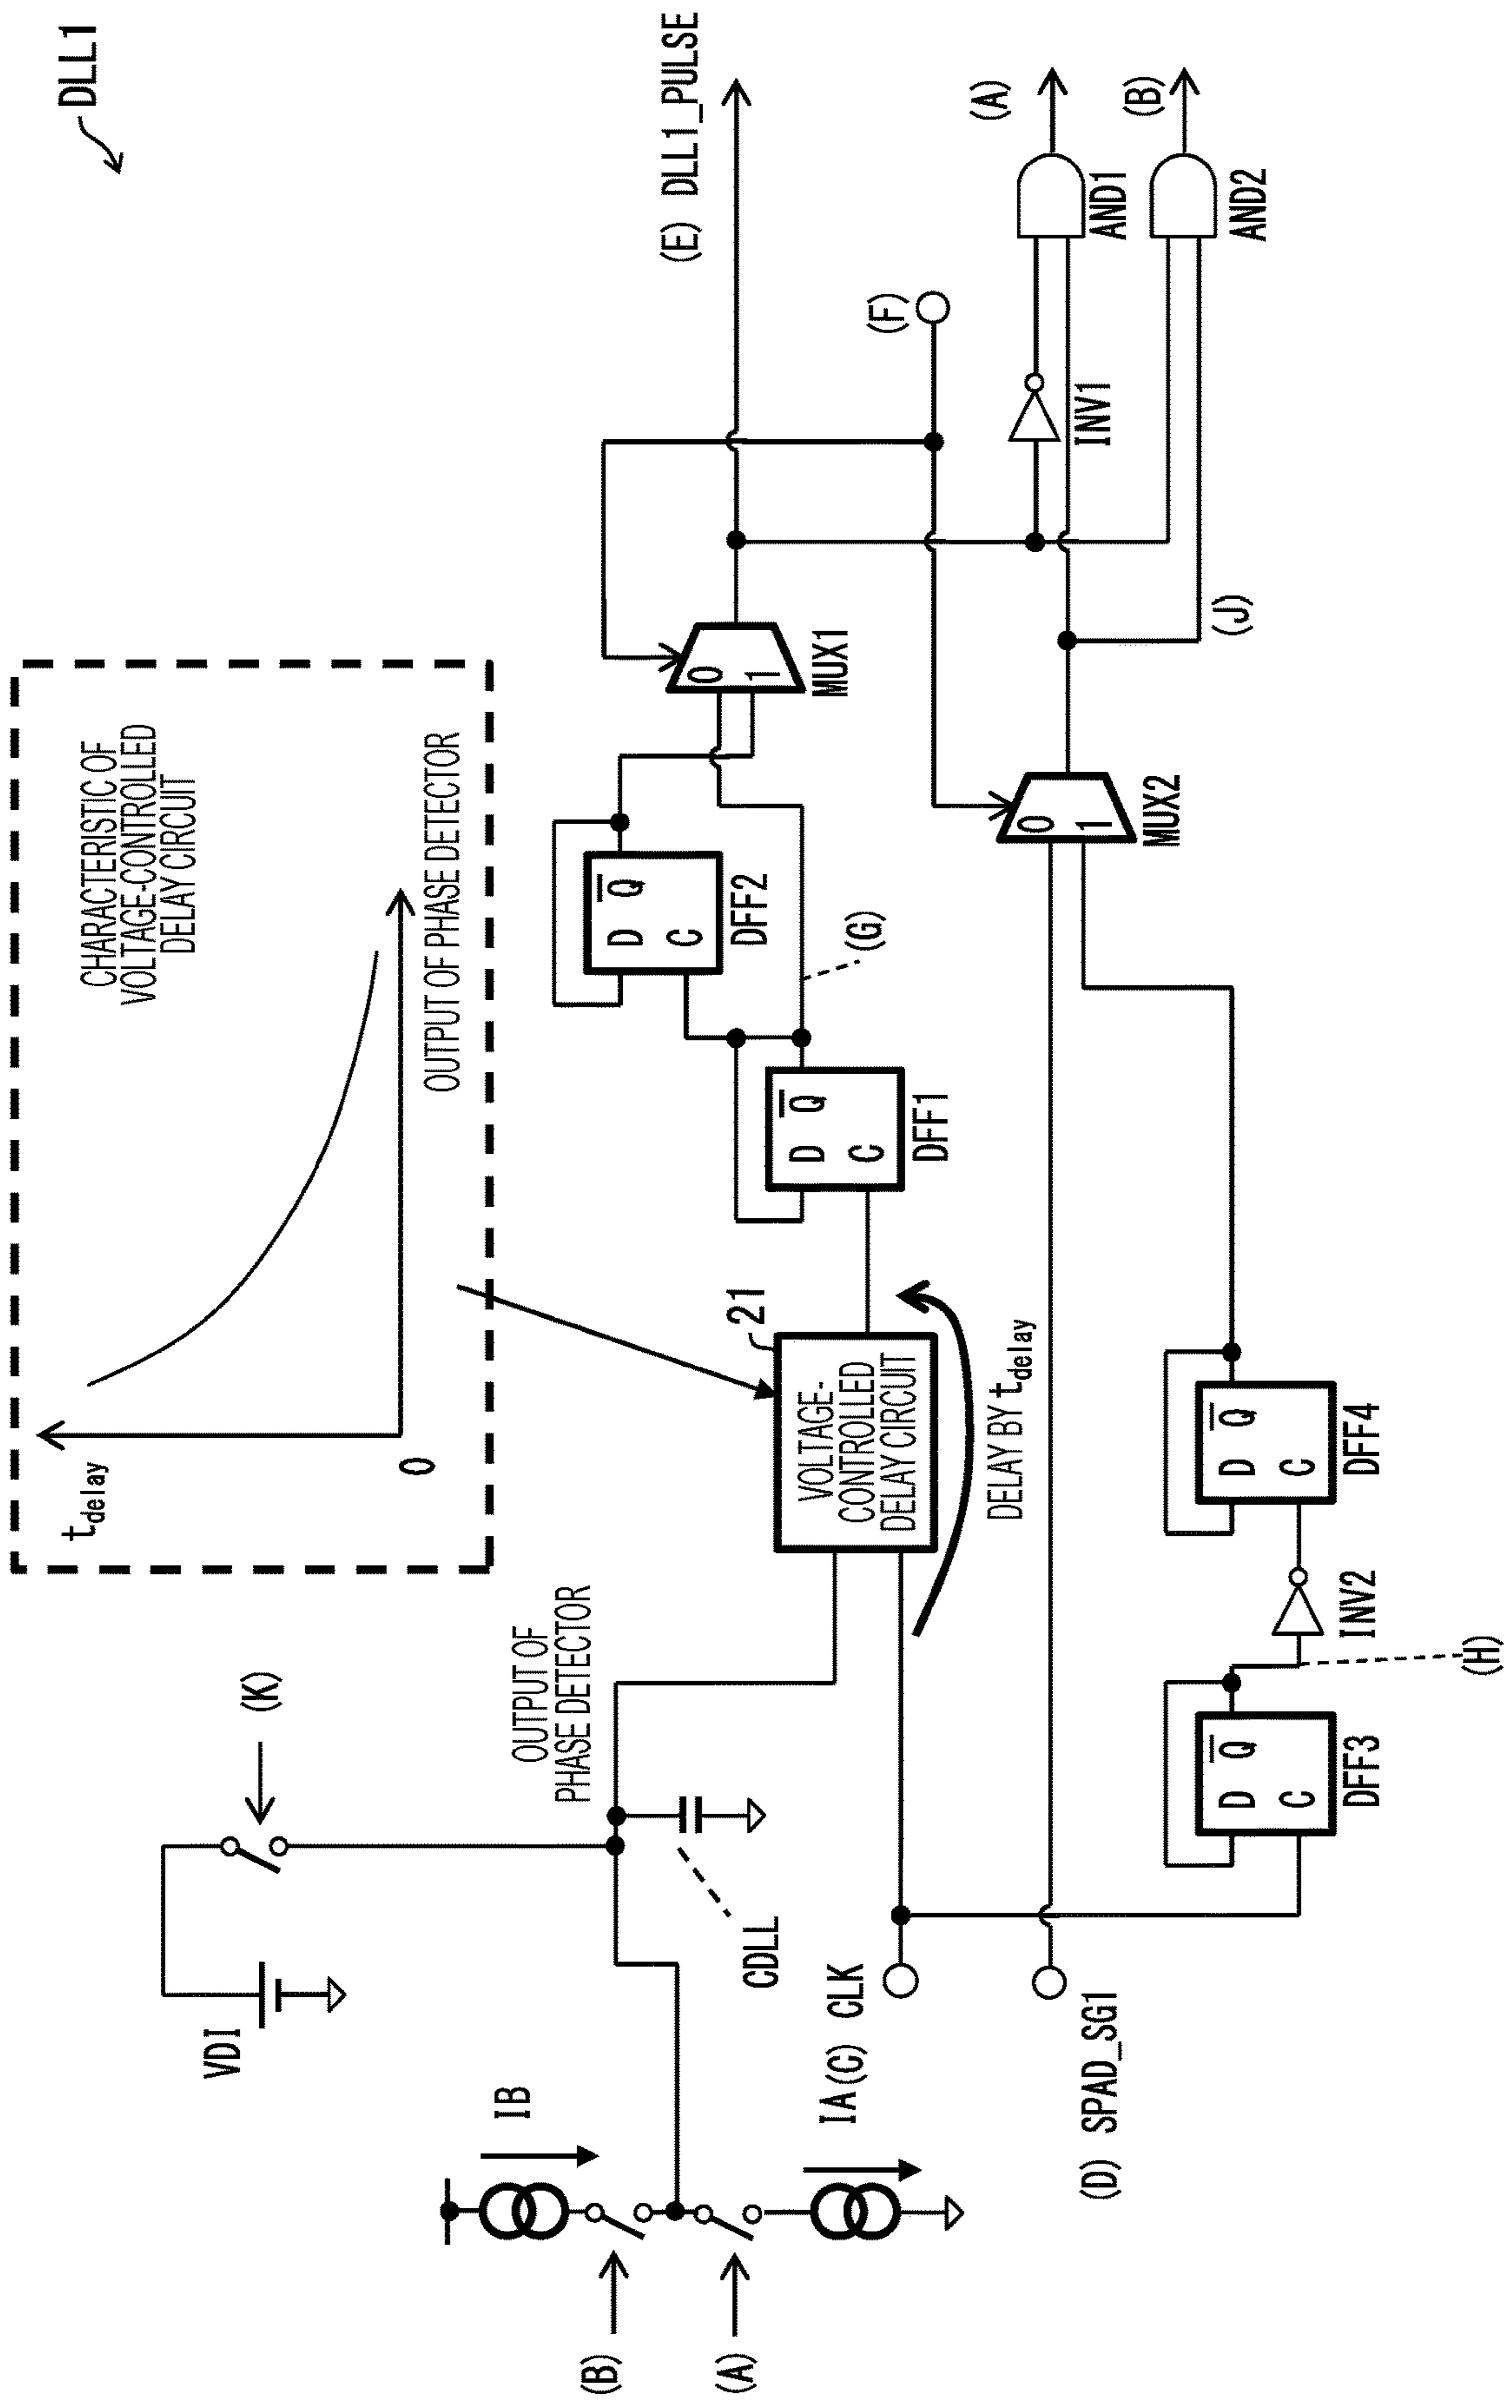 DLL1
CHARACTERISTIC OF
VOLTAGE-CONTROLLED
DELAY CIRCUIT
tdelay
0
OUTPUT OF PHASE DETECTOR
VDI
(K)
IB
(B)
(A)
IA
CDLL
OUTPUT OF
PHASE DETECTOR
(C) CLK
(D) SPAD_SG1
21
VOLTAGE-
CONTROLLED
DELAY CIRCUIT
DELAY BY tdelay
D Q
C
DFF1
D Q
C
DFF2
(G)
0
1
MUX1
(E) DLL1_PULSE
(F)
D Q
C
DFF3
(H)
INV2
D Q
C
DFF4
0
1
MUX2
(J)
INV1
AND1
(A)
AND2
(B)